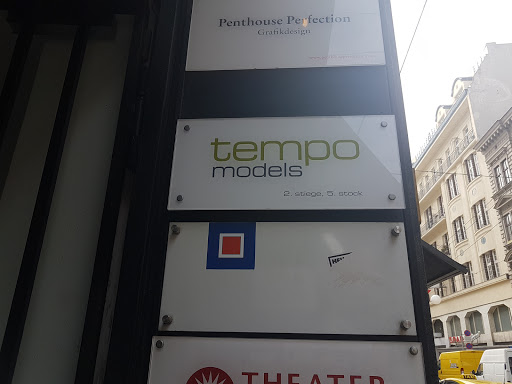 Penthouse Perfection
Grafikdesign
tempo
models
2. stiege, 5. stock
THEATER